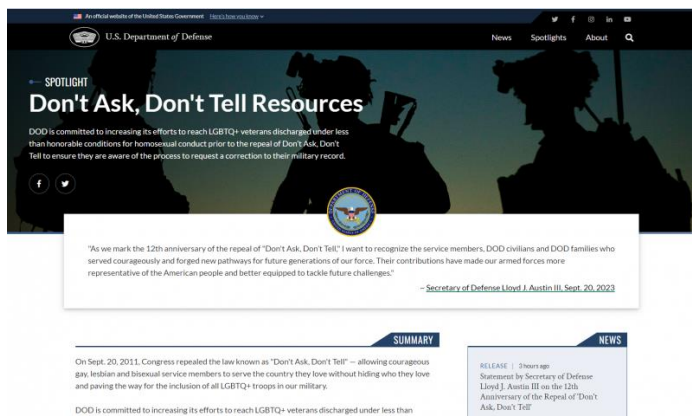 An official website of the United States Government Here's how you know
U.S. Department of Defense
News Spotlights About
SPOTLIGHT
Don't Ask, Don't Tell Resources
DOD is committed to increasing its efforts to reach LGBTQ+ veterans discharged under less
than honorable conditions for homosexual conduct prior to the repeal of Don't Ask, Don't
Tell to ensure they are aware of the process to request a correction to their military record.
"As we mark the 12th anniversary of the repeal of "Don't Ask, Don't Tell," I want to recognize the service members, DOD civilians and DOD families who
served courageously and forged new pathways for future generations of our force. Their contributions have made our armed forces more
representative of the American people and better equipped to tackle future challenges."
– Secretary of Defense Lloyd J. Austin III, Sept. 20, 2023
SUMMARY
On Sept. 20, 2011, Congress repealed the law known as "Don't Ask, Don't Tell" — allowing courageous
gay, lesbian and bisexual service members to serve the country they love without hiding who they love
and paving the way for the inclusion of all LGBTQ+ troops in our military.
DOD is committed to increasing its efforts to reach LGBTQ+ veterans discharged under less than
NEWS
RELEASE | 3 hours ago
Statement by Secretary of Defense
Lloyd J. Austin III on the 12th
Anniversary of the Repeal of 'Don't
Ask, Don't Tell'